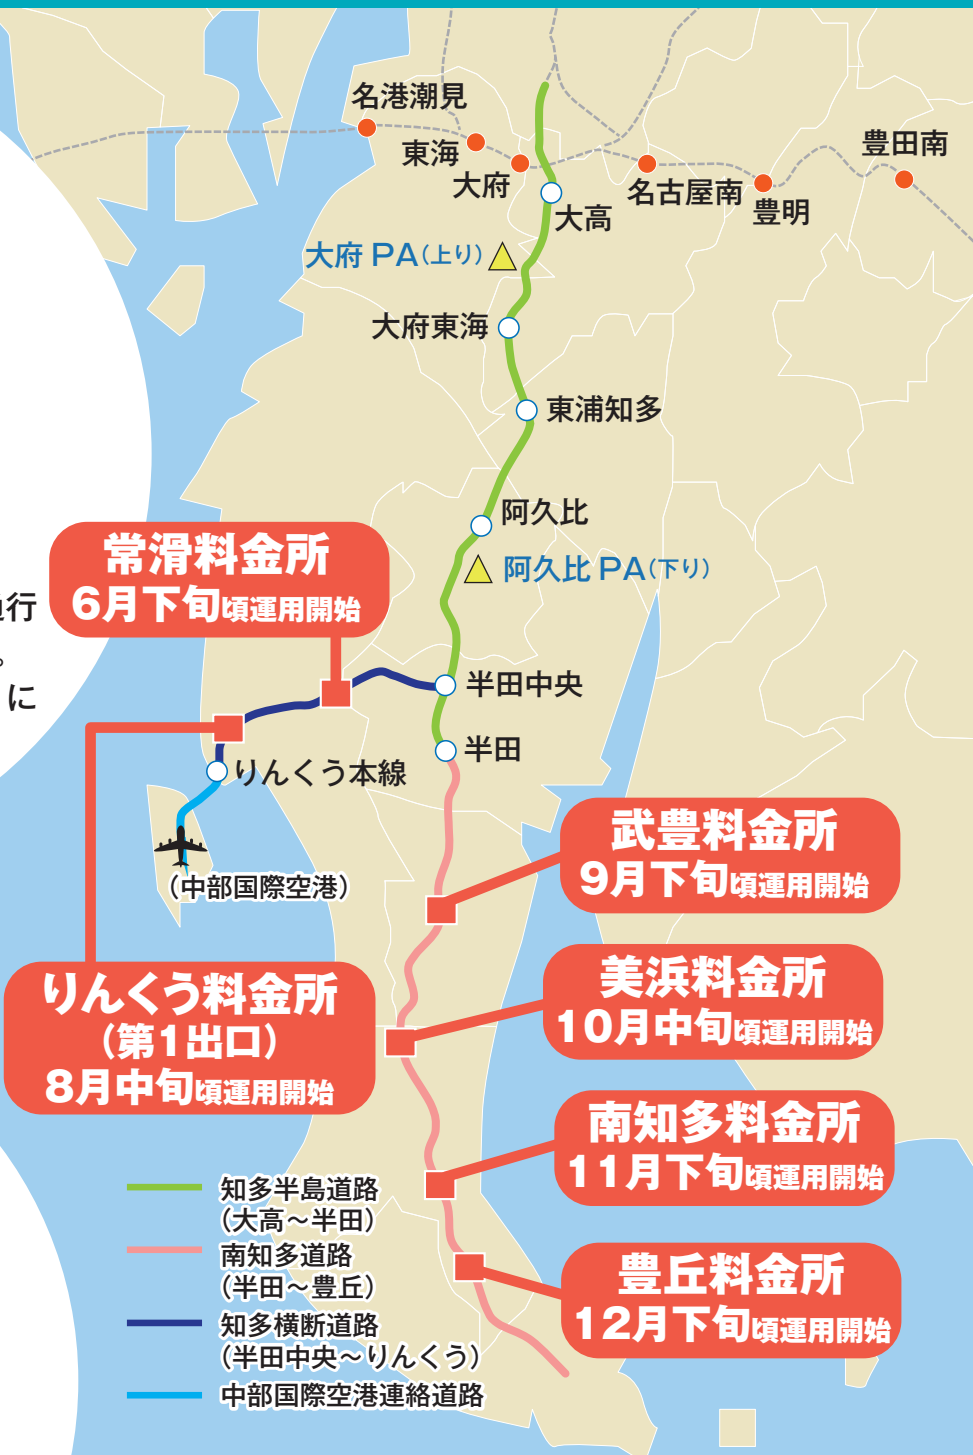 名港潮見
東海
大府
大高
名古屋南
豊明
豊田南
大府 PA(上り)
大府東海
東浦知多
阿久比
阿久比 PA(下り)
行
。
に
常滑料金所
6月下旬頃運用開始
半田中央
半田
りんくう本線
(中部国際空港)
武豊料金所
9月下旬頃運用開始
りんくう料金所
(第1出口)
8月中旬頃運用開始
美浜料金所
10月中旬頃運用開始
南知多料金所
11月下旬頃運用開始
豊丘料金所
12月下旬頃運用開始
知多半島道路
(大高～半田)
南知多道路
(半田～豊丘)
知多横断道路
(半田中央～りんくう)
中部国際空港連絡道路